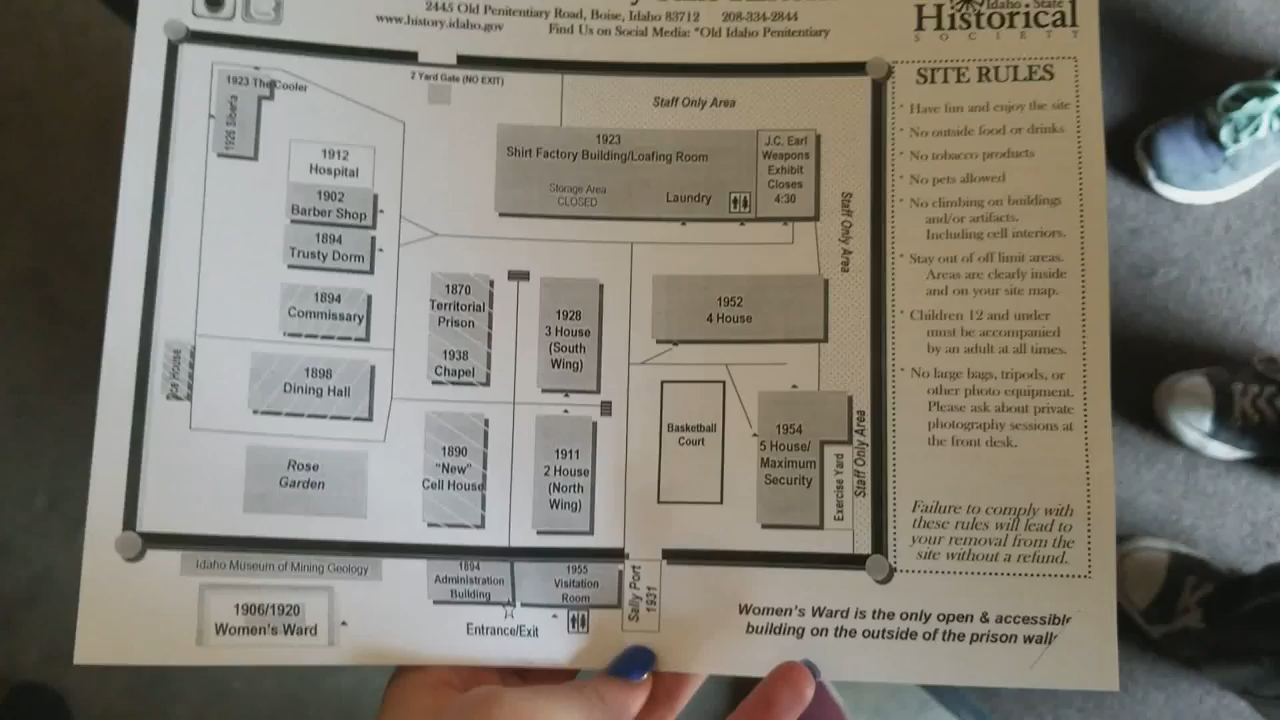 2445 Old Penitentiary Road, Boise, Idaho 83712 208-334-2844
www.history.idaho.gov Find Us on Social Media: "Old Idaho Penitentiary
Idaho State
Historical
SOCIETY
SITE RULES
* Have fun and enjoy the site
* No outside food or drinks
* No tobacco products
* No pets allowed
* No climbing on buildings
and/or artifacts.
Including cell interiors.
* Stay out of off limit areas.
Areas are clearly inside
and on your site map.
* Children 12 and under
must be accompanied
by an adult at all times.
* No large bags, tripods, or
other photo equipment.
Please ask about private
photography sessions at
the front desk.
Failure to comply with
these rules will lead to
your removal from the
site without a refund.
1923 The Cooler
1926 Siberia
2 Yard Gate (NO EXIT)
Staff Only Area
1912
Hospital
1902
Barber Shop
1894
Trusty Dorm
1894
Commissary
1898
Dining Hall
Rose
Garden
1923
Shirt Factory Building/Loafing Room
Storage Area
CLOSED
Laundry
J.C. Earl
Weapons
Exhibit
Closes
4:30
Staff Only Area
1870
Territorial
Prison
1938
Chapel
1928
3 House
(South
Wing)
1952
4 House
1890
"New"
Cell House
1911
2 House
(North
Wing)
Basketball
Court
1954
5 House/
Maximum
Security
Exercise Yard
Staff Only Area
Idaho Museum of Mining Geology
1906/1920
Women's Ward
1894
Administration
Building
1955
Visitation
Room
Entrance/Exit
Sally Port
1931
Women's Ward is the only open & accessible
building on the outside of the prison walls